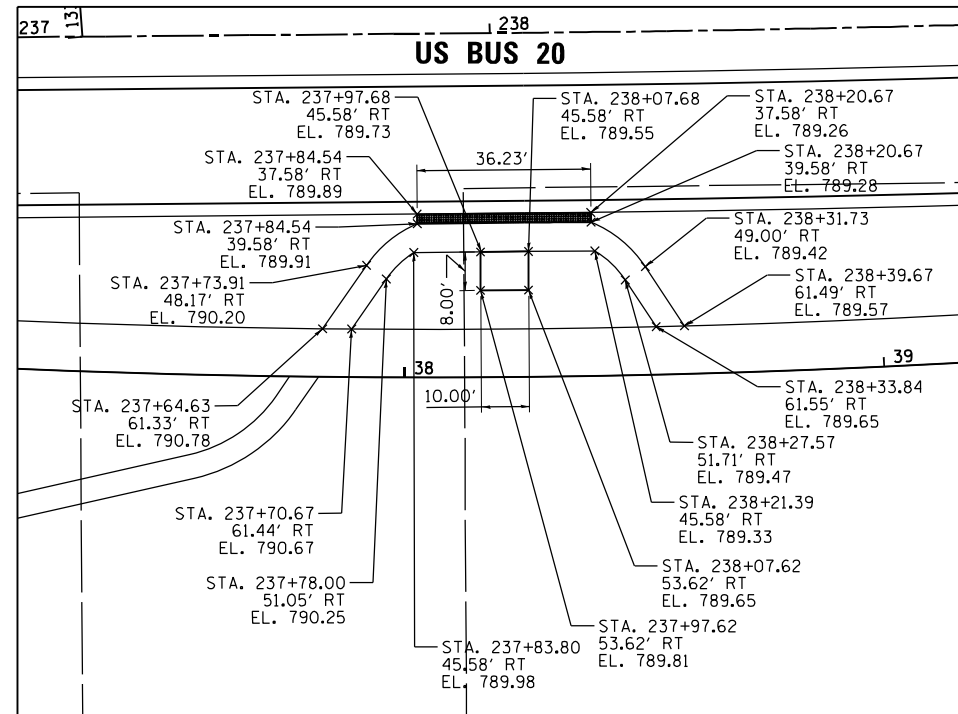 237
13
238
US BUS 20
STA. 237+97.68
45.58' RT
EL. 789.73
STA. 238+07.68
45.58' RT
EL. 789.55
STA. 238+20.67
37.58' RT
EL. 789.26
STA. 237+84.54
37.58' RT
EL. 789.89
36.23'
STA. 238+20.67
39.58' RT
EL. 789.28
STA. 237+84.54
39.58' RT
EL. 789.91
STA. 238+31.73
49.00' RT
EL. 789.42
STA. 237+73.91
48.17' RT
EL. 790.20
8.00'
STA. 238+39.67
61.49' RT
EL. 789.57
38
39
STA. 237+64.63
61.33' RT
EL. 790.78
10.00'
STA. 238+33.84
61.55' RT
EL. 789.65
STA. 238+27.57
51.71' RT
EL. 789.47
STA. 237+70.67
61.44' RT
EL. 790.67
STA. 238+21.39
45.58' RT
EL. 789.33
STA. 237+78.00
51.05' RT
EL. 790.25
STA. 238+07.62
53.62' RT
EL. 789.65
STA. 237+83.80
45.58' RT
EL. 789.98
STA. 237+97.62
53.62' RT
EL. 789.81